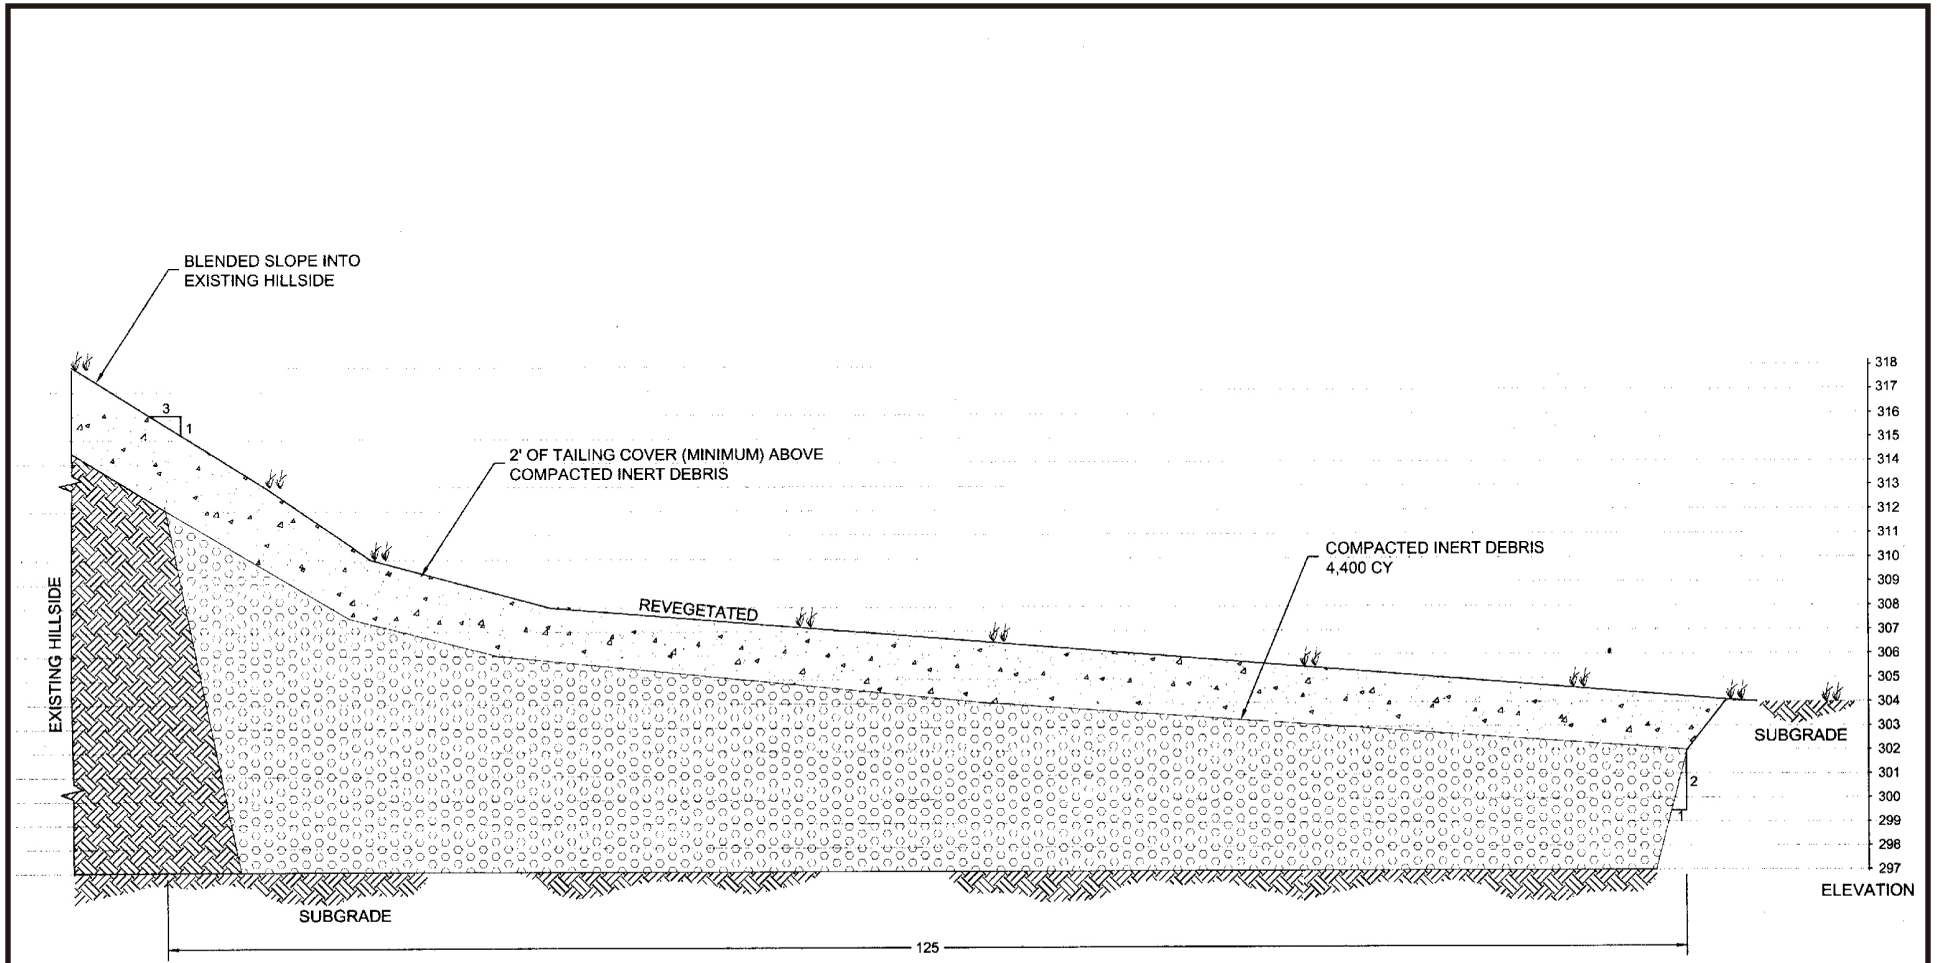 BLENDED SLOPE INTO
EXISTING HILLSIDE
3
1
2' OF TAILING COVER (MINIMUM) ABOVE
COMPACTED INERT DEBRIS
COMPACTED INERT DEBRIS
4,400 CY
REVEGETATED
EXISTING HILLSIDE
318
317
316
315
314
313
312
311
310
309
308
307
306
305
304
303
302
301
300
299
298
297
ELEVATION
SUBGRADE
2
1
SUBGRADE
125